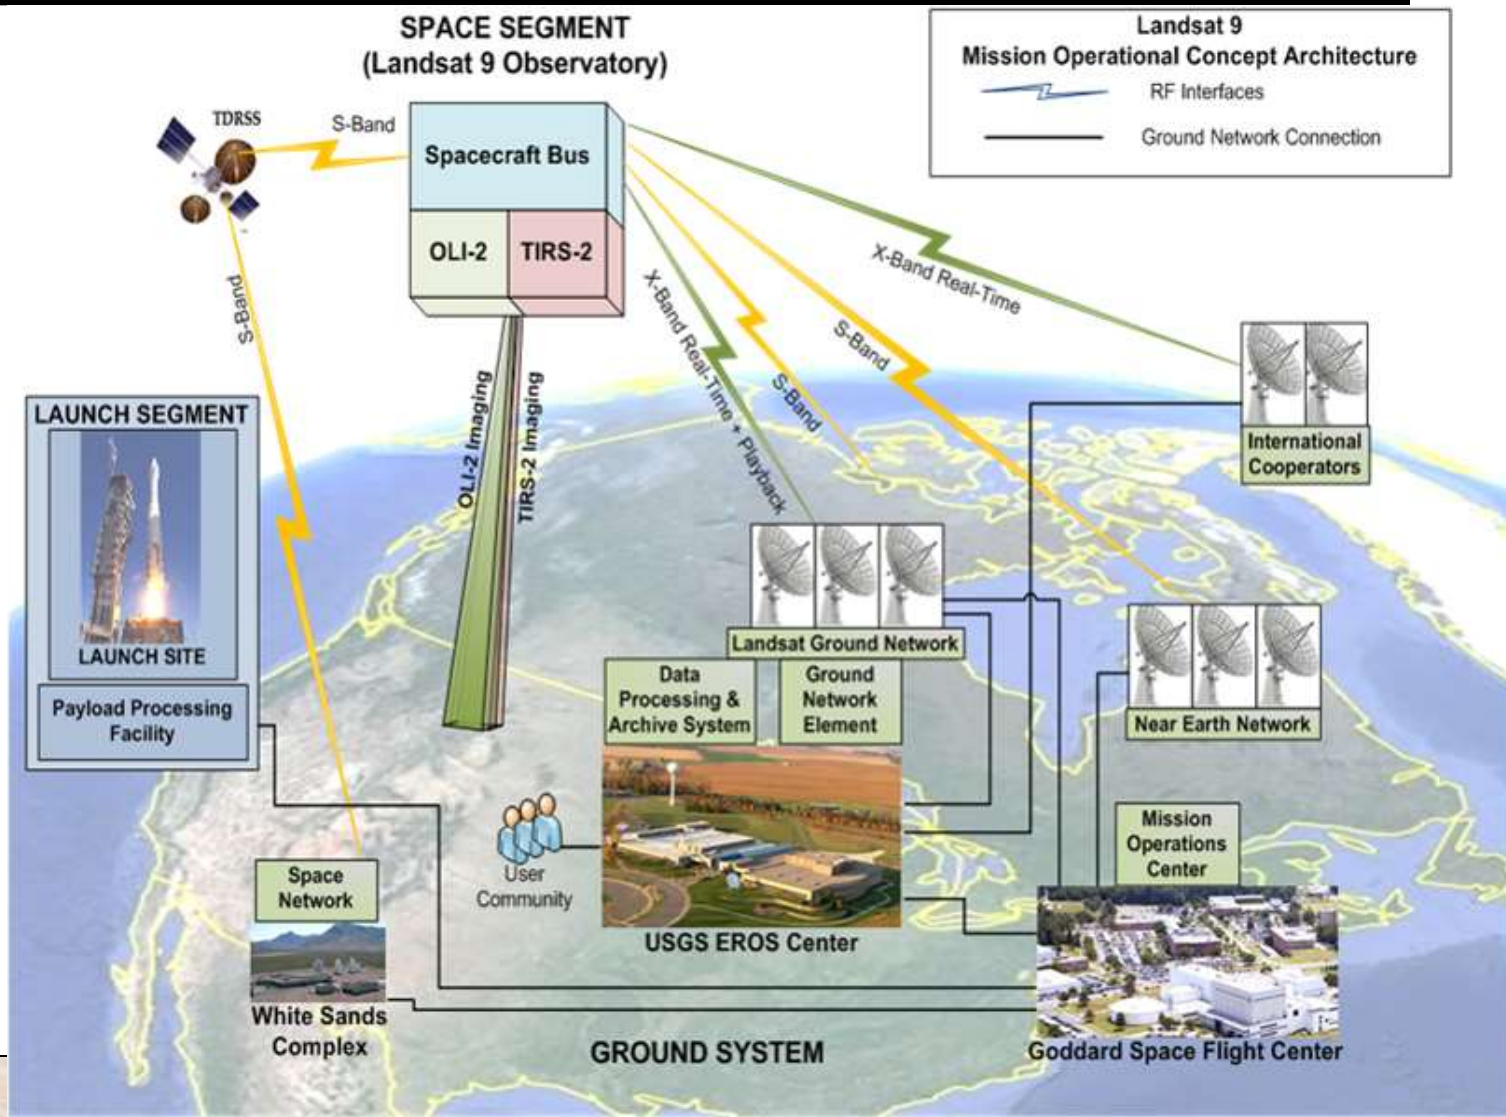 SPACE SEGMENT
(Landsat 9 Observatory)
Landsat 9
Mission Operational Concept Architecture
RF Interfaces
Ground Network Connection
TDRSS
S-Band
Spacecraft Bus
OLI-2
TIRS-2
S-Band
X-Band Real-Time
X-Band Real-Time + Playback
S-Band
S-Band
OLI-2 Imaging
TIRS-2 Imaging
LAUNCH SEGMENT
LAUNCH SITE
Payload Processing
Facility
International
Cooperators
Landsat Ground Network
Data
Processing &
Archive System
Ground
Network
Element
Near Earth Network
Mission
Operations
Center
User
Community
USGS EROS Center
Space
Network
White Sands
Complex
GROUND SYSTEM
Goddard Space Flight Center